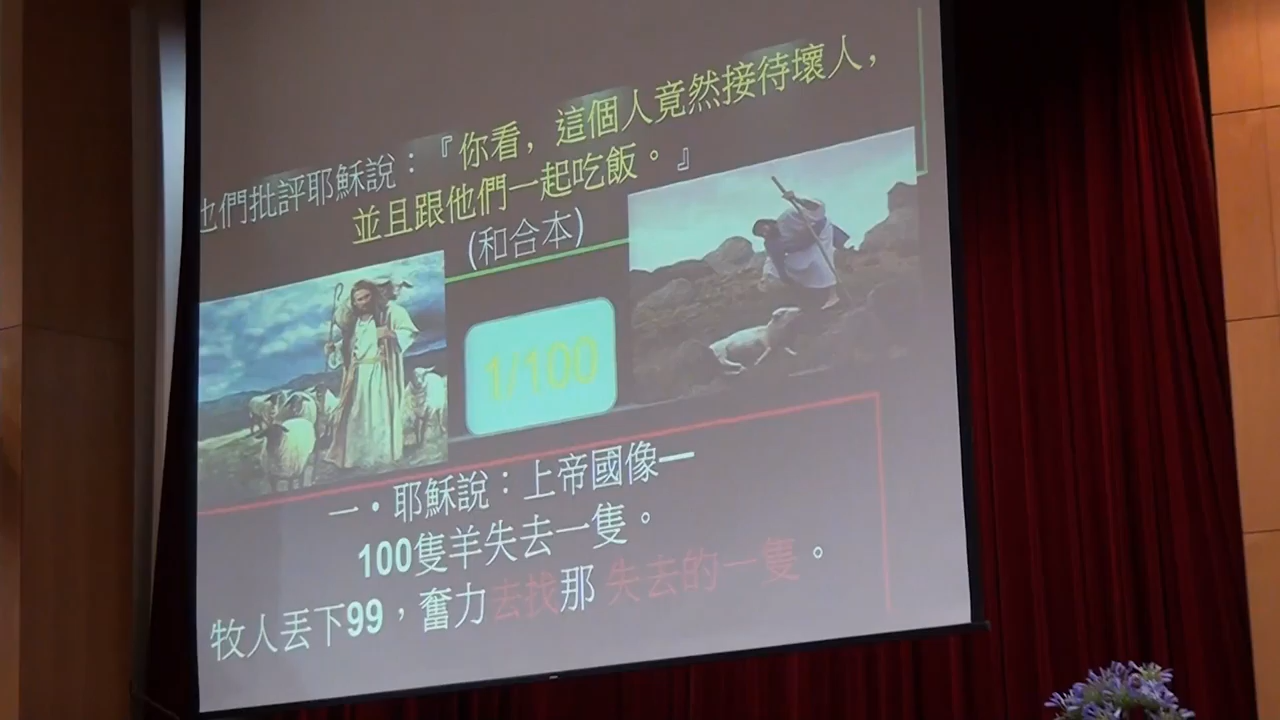 他們批評耶穌說：『你看，這個人竟然接待壞人，
並且跟他們一起吃飯。』
(和合本)
1/100
一·耶穌說：上帝國像一
100隻羊失去一隻。
牧人丟下99，奮力去找那失去的一隻。